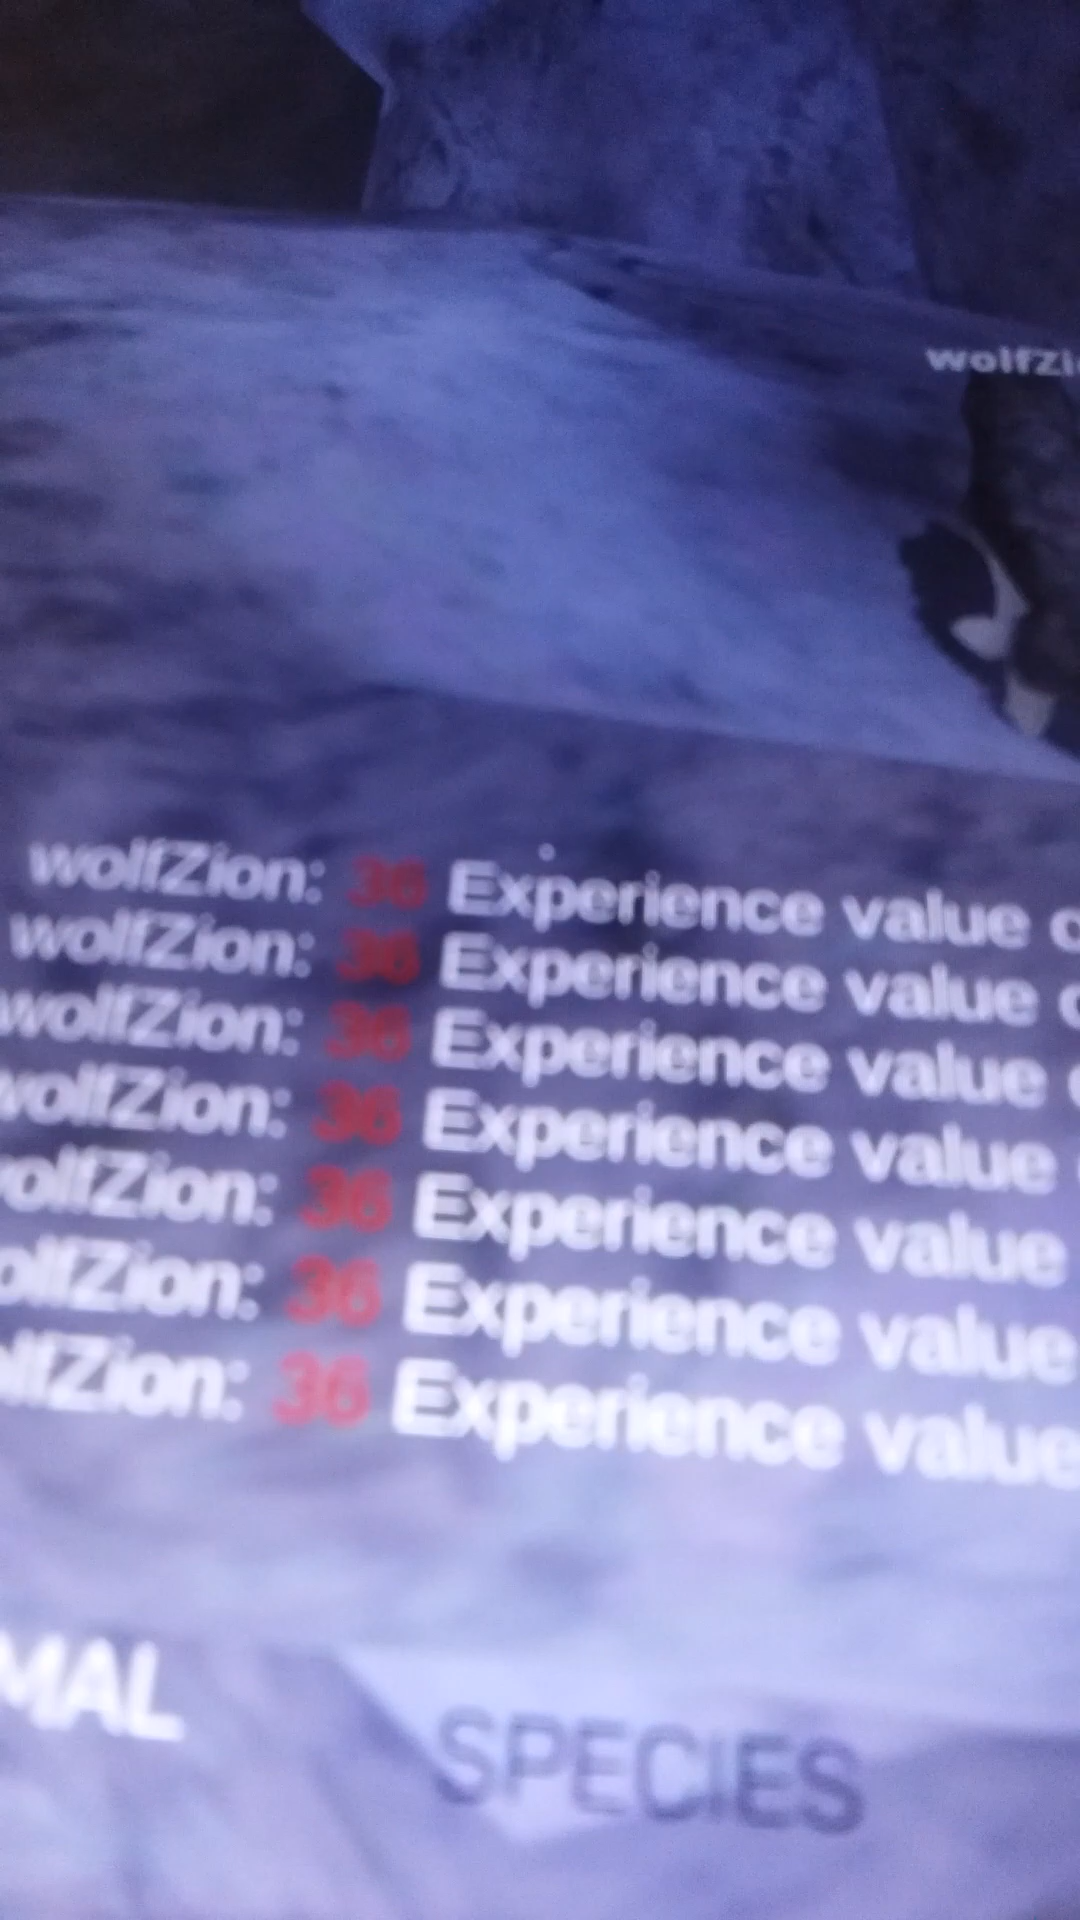 wolfZi
wolfZion: 36 Experience value
wolfZion: 36 Experience value
wolfZion: 36 Experience value
wolfZion: 36 Experience value
olfZion: 36 Experience value
olfZion: 36 Experience value
lfZion: 36 Experience value
MAL
SPECIES